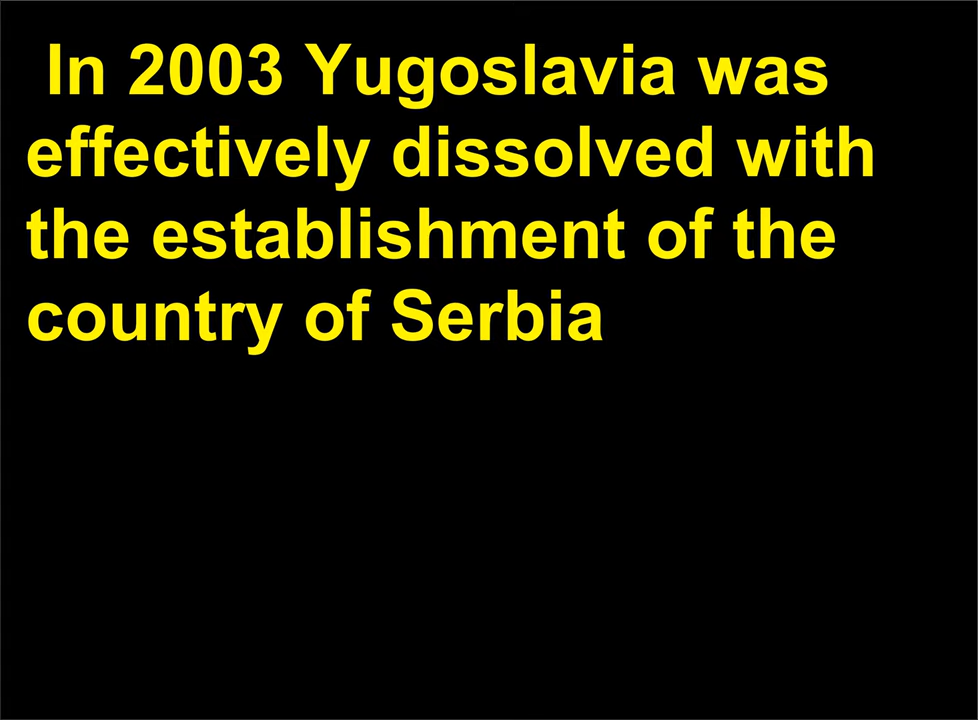 In 2003 Yugoslavia was
effectively dissolved with
the establishment of the
country of Serbia